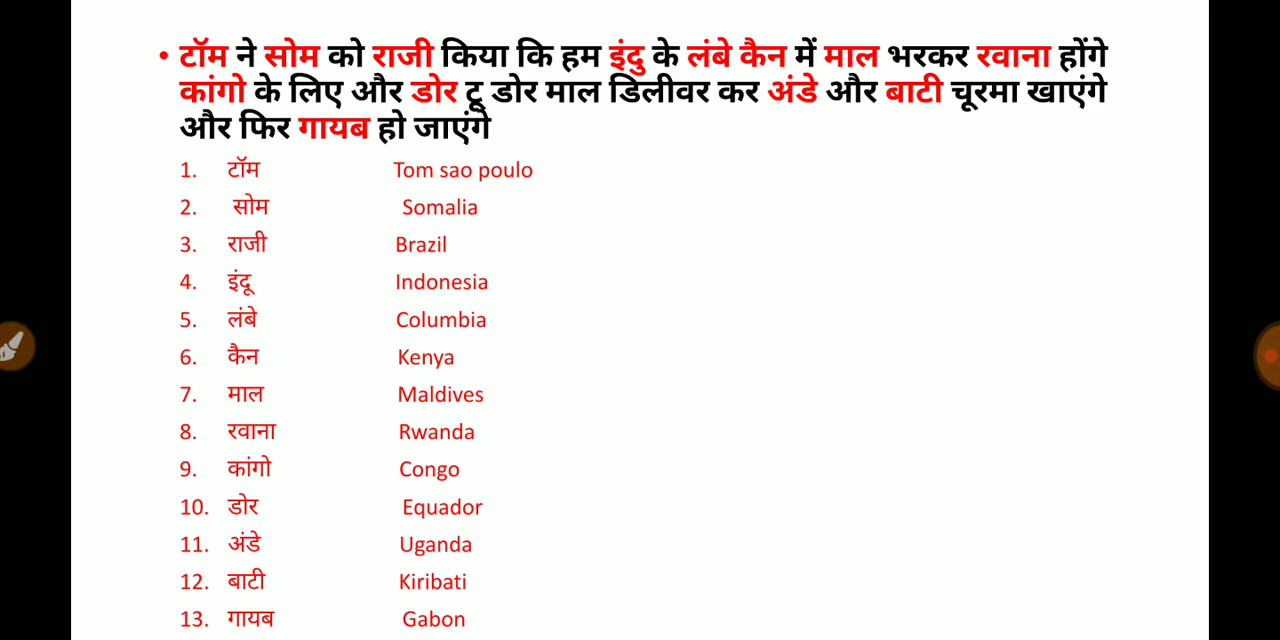 • टॉम ने सोम को राजी किया कि हम इंदु के लंबे कैन में माल भरकर रवाना होंगे
कांगो के लिए और डोर टू डोर माल डिलीवर कर अंडे और बाटी चूरमा खाएंगे
और फिर गायब हो जाएंगे
1. टॉम Tom sao poulo
2. सोम Somalia
3. राजी Brazil
4. इंदू Indonesia
5. लंबे Columbia
6. कैन Kenya
7. माल Maldives
8. रवाना Rwanda
9. कांगो Congo
10. डोर Equador
11. अंडे Uganda
12. बाटी Kiribati
13. गायब Gabon